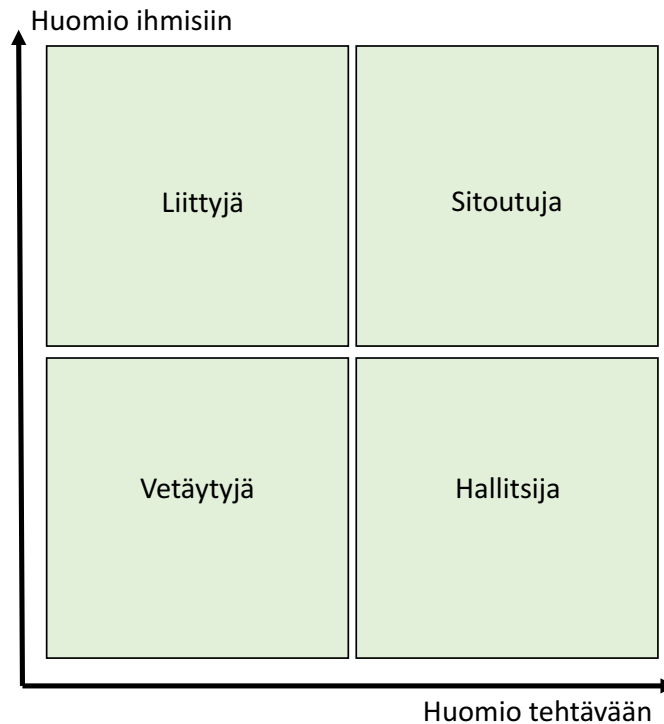 Huomio ihmisiin
Liittyjä
Sitoutuja
Vetäytyjä
Hallitsija
Huomio tehtävään